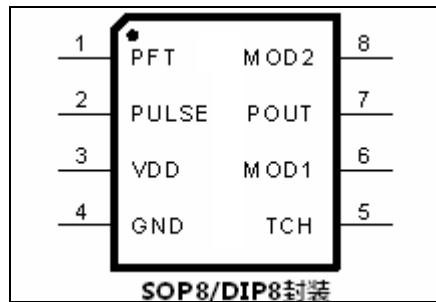 1 PFT MOD2 8
2 PULSE POUT 7
3 VDD MOD1 6
4 GND TCH 5
SOP8/DIP8封装